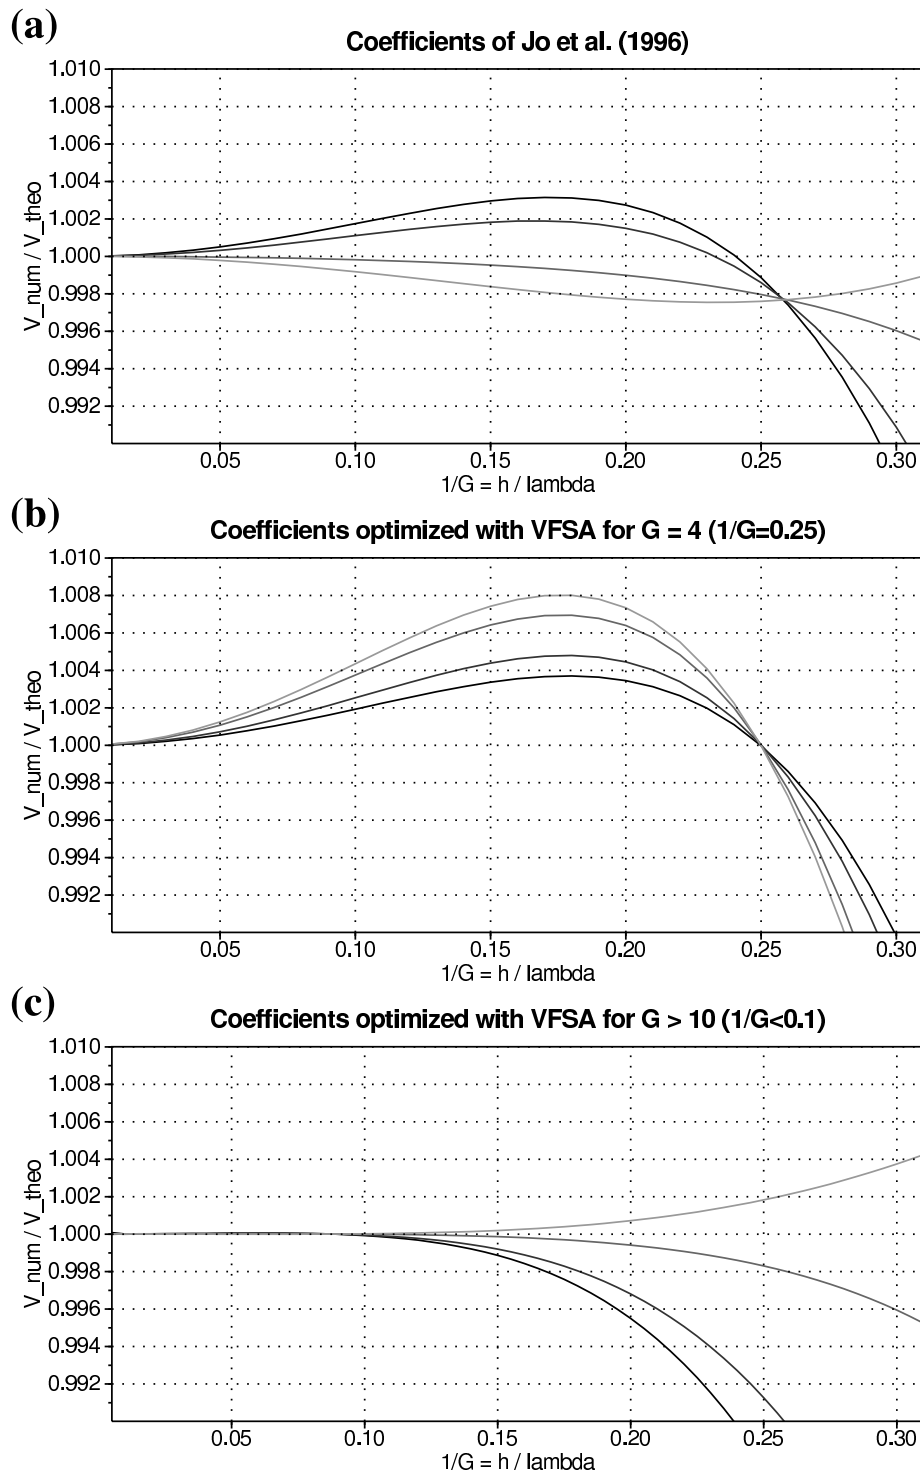 (a)
Coefficients of Jo et al. (1996)
1.010
1.008
1.006
1.004
1.002
1.000
0.998
0.996
0.994
0.992
V_num / V_theo
0.05 0.10 0.15 0.20 0.25 0.30
1/G = h / lambda
(b)
Coefficients optimized with VFSA for G = 4 (1/G=0.25)
1.010
1.008
1.006
1.004
1.002
1.000
0.998
0.996
0.994
0.992
V_num / V_theo
0.05 0.10 0.15 0.20 0.25 0.30
1/G = h / lambda
(c)
Coefficients optimized with VFSA for G > 10 (1/G<0.1)
1.010
1.008
1.006
1.004
1.002
1.000
0.998
0.996
0.994
0.992
V_num / V_theo
0.05 0.10 0.15 0.20 0.25 0.30
1/G = h / lambda